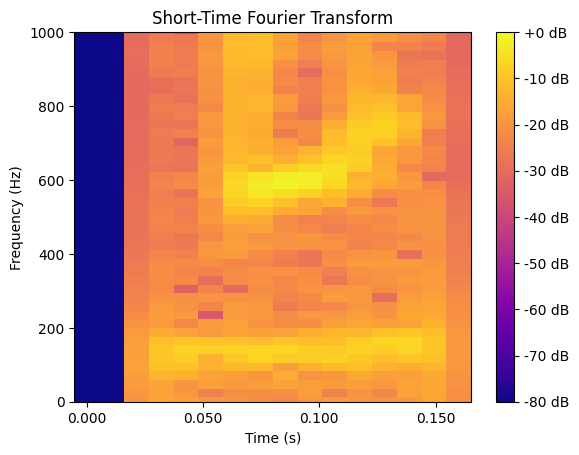 Short-Time Fourier Transform
Frequency (Hz)
1000
800
600
400
200
0
0.000
0.050
0.100
0.150
Time (s)
+0 dB
-10 dB
-20 dB
-30 dB
-40 dB
-50 dB
-60 dB
-70 dB
-80 dB